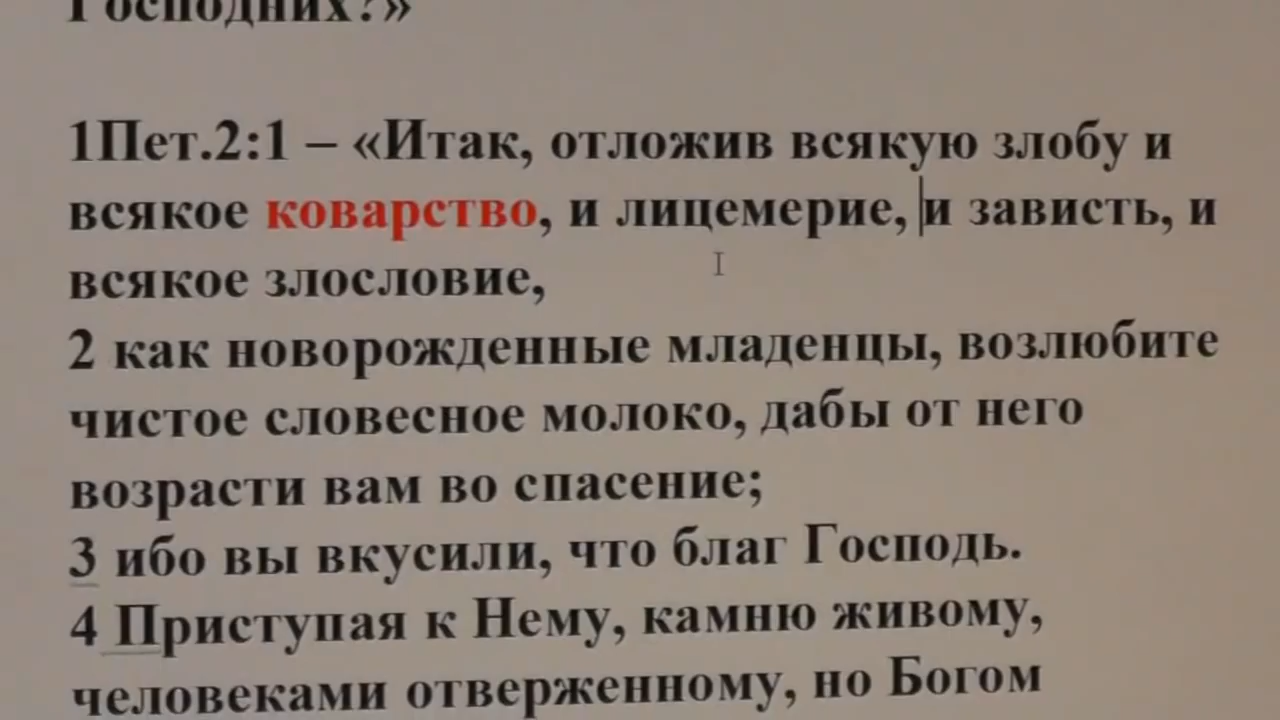 Господних?»
1Пет.2:1 – «Итак, отложив всякую злобу и
всякое коварство, и лицемерие, и зависть, и
всякое злословие,
2 как новорожденные младенцы, возлюбите
чистое словесное молоко, дабы от него
возрасти вам во спасение;
3 ибо вы вкусили, что благ Господь.
4 Приступая к Нему, камню живому,
человеками отверженному, но Богом